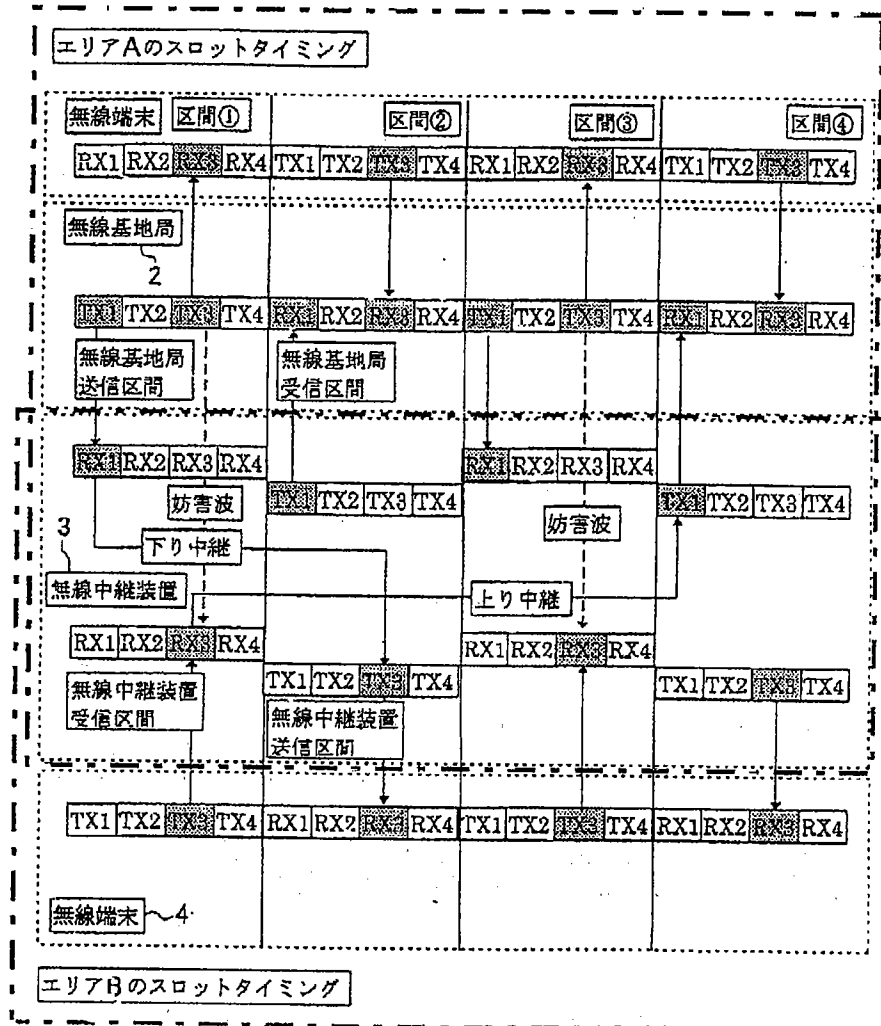 エリアAのスロットタイミング
無線端末 区間① 区間② 区間③ 区間④
RX1 RX2 RX3 RX4 TX1 TX2 TX3 TX4 RX1 RX2 RX3 RX4 TX1 TX2 TX3 TX4
無線基地局
2
TX1 TX2 TX3 TX4 RX1 RX2 RX3 RX4 TX1 TX2 TX3 TX4 RX1 RX2 RX3 RX4
無線基地局
送信区間
無線基地局
受信区間
RX1 RX2 RX3 RX4 RX1 RX2 RX3 RX4
TX1 TX2 TX3 TX4 TX1 TX2 TX3 TX4
妨害波
妨害波
3
下り中継
無線中継装置
上り中継
RX1 RX2 RX3 RX4 RX1 RX2 RX3 RX4
TX1 TX2 TX3 TX4 TX1 TX2 TX3 TX4
無線中継装置
受信区間
無線中継装置
送信区間
TX1 TX2 TX3 TX4 RX1 RX2 RX3 RX4 TX1 TX2 TX3 TX4 RX1 RX2 RX3 RX4
無線端末 4
エリアBのスロットタイミング